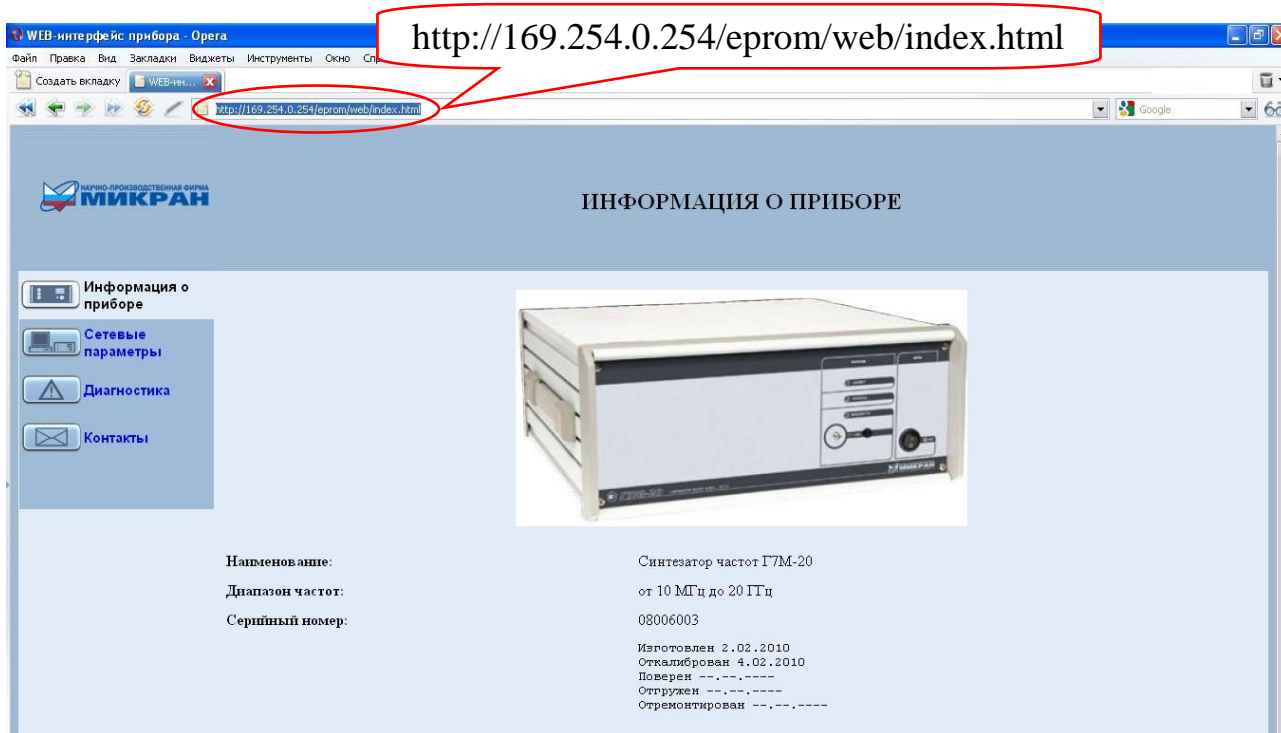 http://169.254.0.254/eprom/web/index.html
WEB-интерфейс прибора - Opera
Файл Правка Вид Закладки Виджеты Инструменты Окно
Создать вкладку WEB-ин...
http://169.254.0.254/eprom/web/index.html
Google
НАУЧНО-ПРОИЗВОДСТВЕННАЯ ФИРМА
МИКРАН
ИНФОРМАЦИЯ О ПРИБОРЕ
Информация о
приборе
Сетевые
параметры
Диагностика
Контакты
МИКРАН
Наименование:
Синтезатор частот Г7М-20
Диапазон частот:
от 10 МГц до 20 ГГц
Серийный номер:
08006003
Изготовлен 2.02.2010
Откалиброван 4.02.2010
Поверен --.--.----
Отгружен --.--.----
Отремонтирован --.--.----